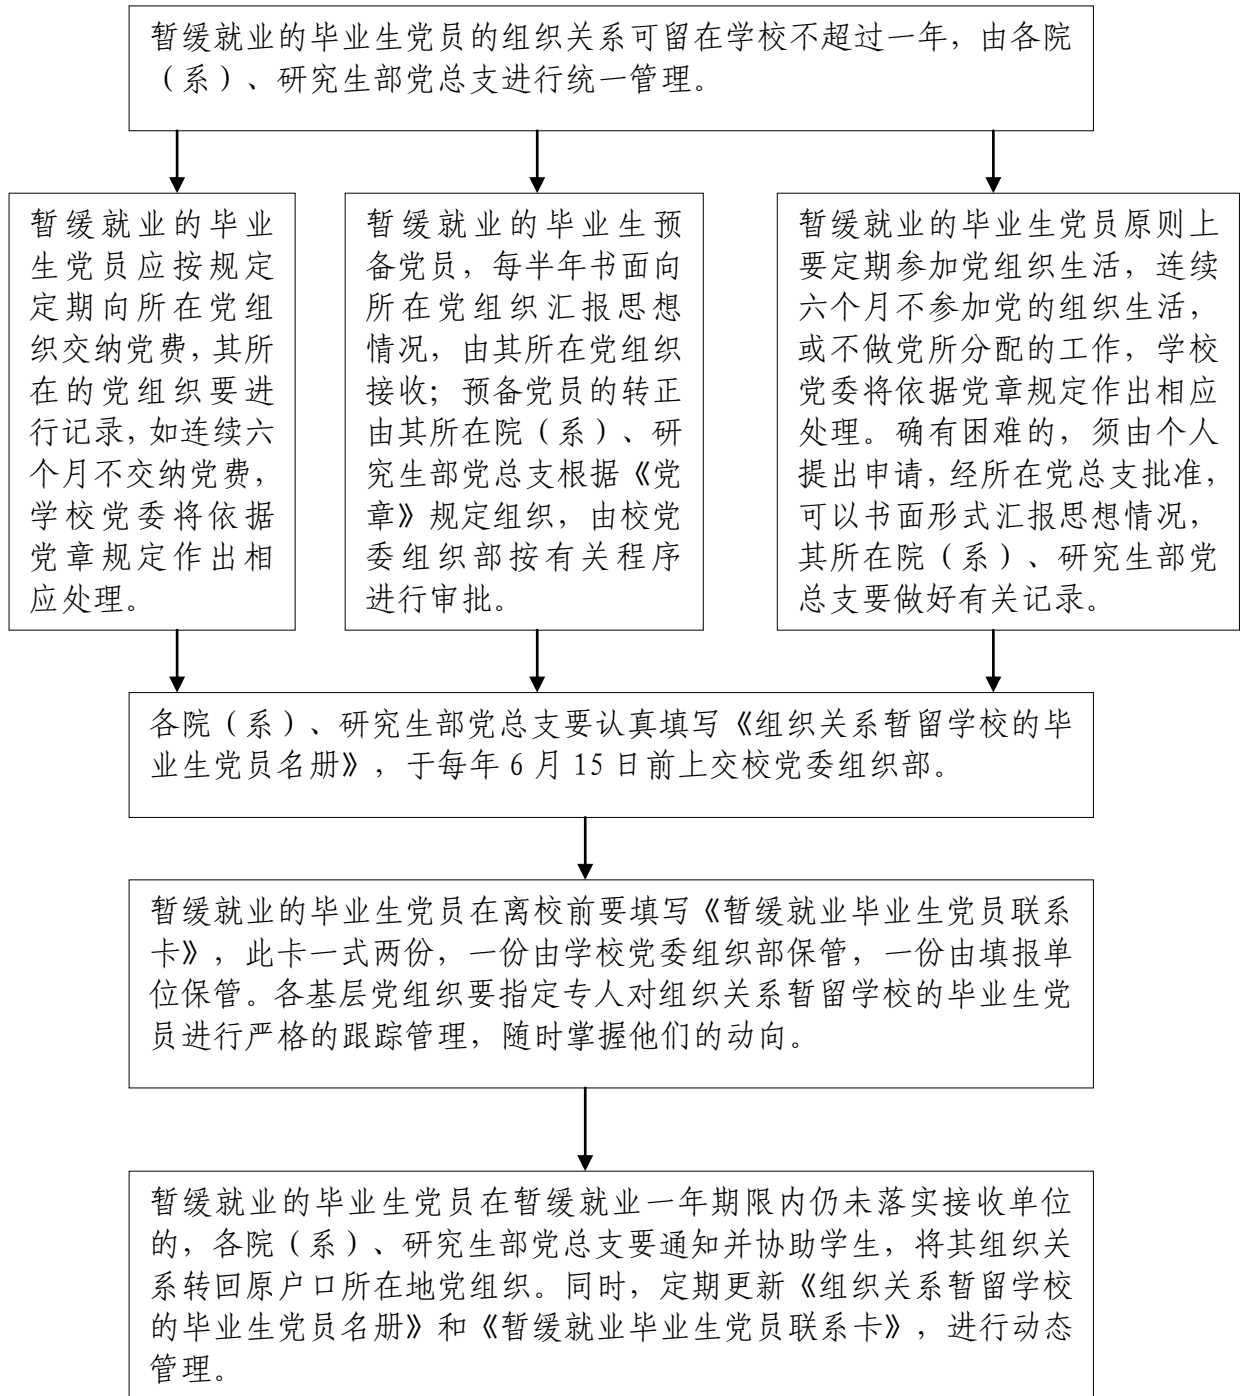 暂缓就业的毕业生党员的组织关系可留在学校不超过一年，由各院
（系）、研究生部党总支进行统一管理。
暂缓就业的毕业
生党员应按规定
定期向所在党组
织交纳党费，其所
在的党组织要进
行记录，如连续六
个月不交纳党费，
学校党委将依据
党章规定作出相
应处理。
暂缓就业的毕业生预
备党员，每半年书面向
所在党组织汇报思想
情况，由其所在党组织
接收；预备党员的转正
由其所在院（系）、研
究生部党总支根据《党
章》规定组织，由校党
委组织部按有关程序
进行审批。
暂缓就业的毕业生党员原则上
要定期参加党组织生活，连续
六个月不参加党的组织生活，
或不做党所分配的工作，学校
党委将依据党章规定作出相应
处理。确有困难的，须由个人
提出申请，经所在党总支批准，
可以书面形式汇报思想情况，
其所在院（系）、研究生部党
总支要做好有关记录。
各院（系）、研究生部党总支要认真填写《组织关系暂留学校的毕
业生党员名册》，于每年 6 月 15 日前上交校党委组织部。
暂缓就业的毕业生党员在离校前要填写《暂缓就业毕业生党员联系
卡》，此卡一式两份，一份由学校党委组织部保管，一份由填报单
位保管。各基层党组织要指定专人对组织关系暂留学校的毕业生党
员进行严格的跟踪管理，随时掌握他们的动向。
暂缓就业的毕业生党员在暂缓就业一年期限内仍未落实接收单位
的，各院（系）、研究生部党总支要通知并协助学生，将其组织关
系转回原户口所在地党组织。同时，定期更新《组织关系暂留学校
的毕业生党员名册》和《暂缓就业毕业生党员联系卡》，进行动态
管理。